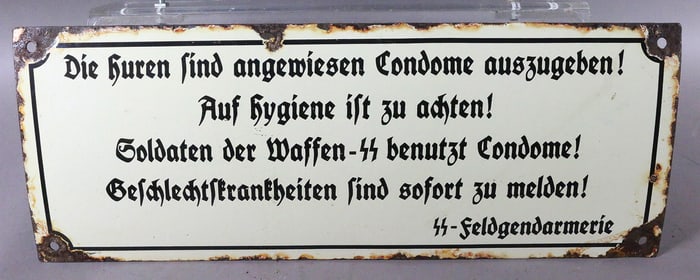 Die Huren sind angewiesen Condome auszugeben!
Auf Hygiene ist zu achten!
Soldaten der Waffen-SS benutzt Condome!
Geschlechtskrankheiten sind sofort zu melden!
SS-Feldgendarmerie